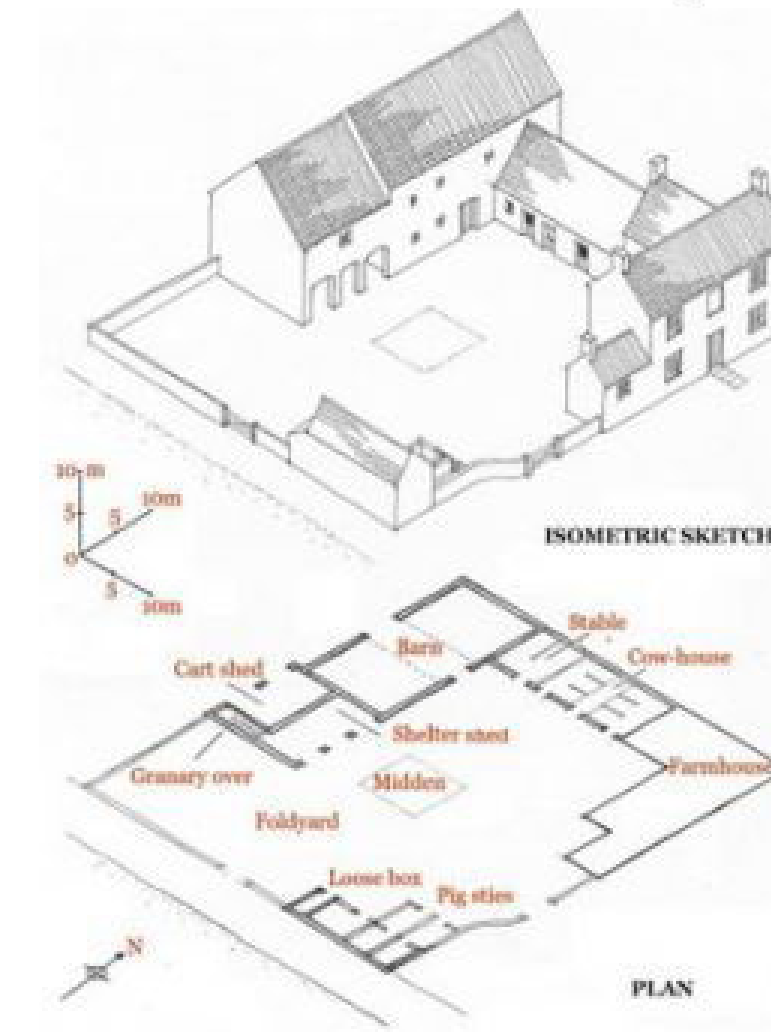 10 m
10m
5
5
0
5
10m
ISOMETRIC SKETCH
Stable
Barn
Cow-house
Cart shed
Shelter shed
Farmhouse
Granary over
Midden
Foldyard
Loose box
Pig sties
N
PLAN